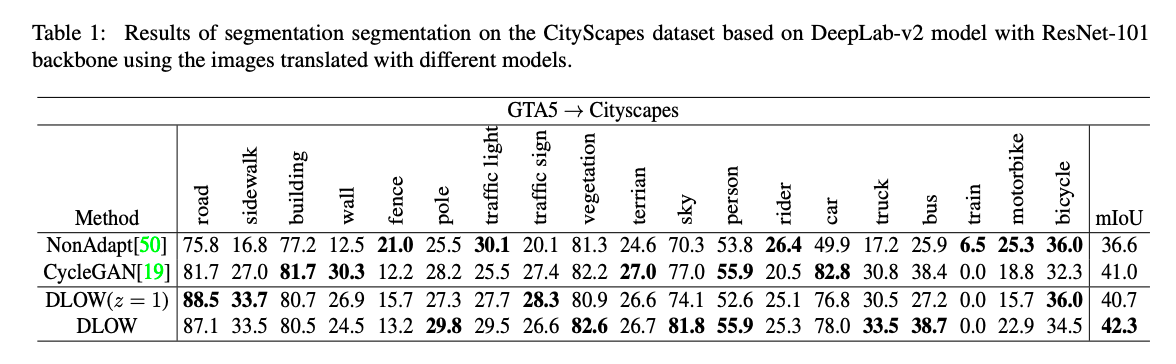 Table 1: Results of segmentation segmentation on the CityScapes dataset based on DeepLab-v2 model with ResNet-101
backbone using the images translated with different models.
GTA5 → Cityscapes
Method road sidewalk building wall fence pole traffic light traffic sign vegetation terrian sky person rider car truck bus train motorbike bicycle mIoU
NonAdapt[50] 75.8 16.8 77.2 12.5 21.0 25.5 30.1 20.1 81.3 24.6 70.3 53.8 26.4 49.9 17.2 25.9 6.5 25.3 36.0 36.6
CycleGAN[19] 81.7 27.0 81.7 30.3 12.2 28.2 25.5 27.4 82.2 27.0 77.0 55.9 20.5 82.8 30.8 38.4 0.0 18.8 32.3 41.0
DLOW(z = 1) 88.5 33.7 80.7 26.9 15.7 27.3 27.7 28.3 80.9 26.6 74.1 52.6 25.1 76.8 30.5 27.2 0.0 15.7 36.0 40.7
DLOW 87.1 33.5 80.5 24.5 13.2 29.8 29.5 26.6 82.6 26.7 81.8 55.9 25.3 78.0 33.5 38.7 0.0 22.9 34.5 42.3